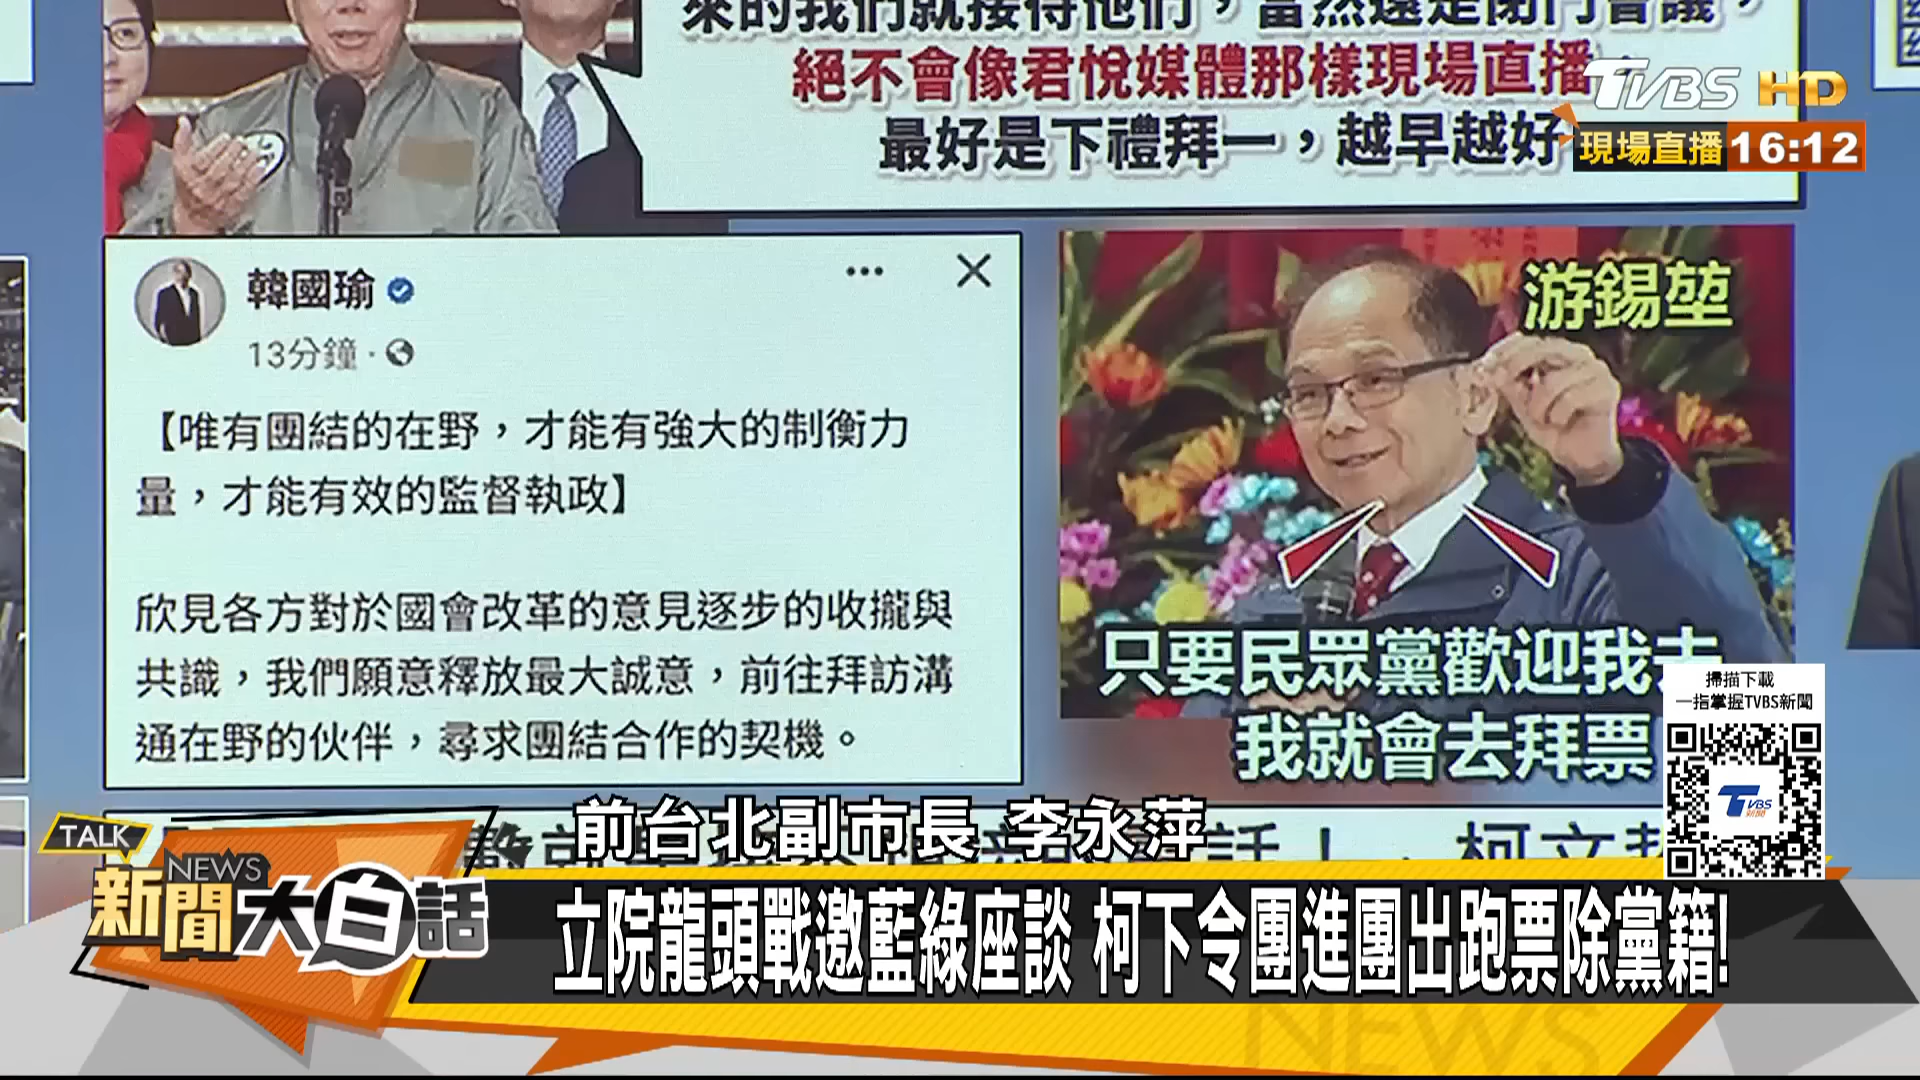 來的我們就接待他們，當然還是閉門會議，
絕不會像君悅媒體那樣現場直播，
最好是下禮拜一，越早越好
TVBS HD
現場直播 16:12
韓國瑜
13分鐘
【唯有團結的在野，才能有強大的制衡力
量，才能有效的監督執政】
欣見各方對於國會改革的意見逐步的收攏與
共識，我們願意釋放最大誠意，前往拜訪溝
通在野的伙伴，尋求團結合作的契機。
游錫堃
只要民眾黨歡迎我去
我就會去拜票
掃描下載
一指掌握TVBS新聞
TVBS
新聞
前台北副市長 李永萍
話！，柯文哲
TALK
NEWS
新聞大白話
立院龍頭戰邀藍綠座談 柯下令團進團出跑票除黨籍!
NEWS